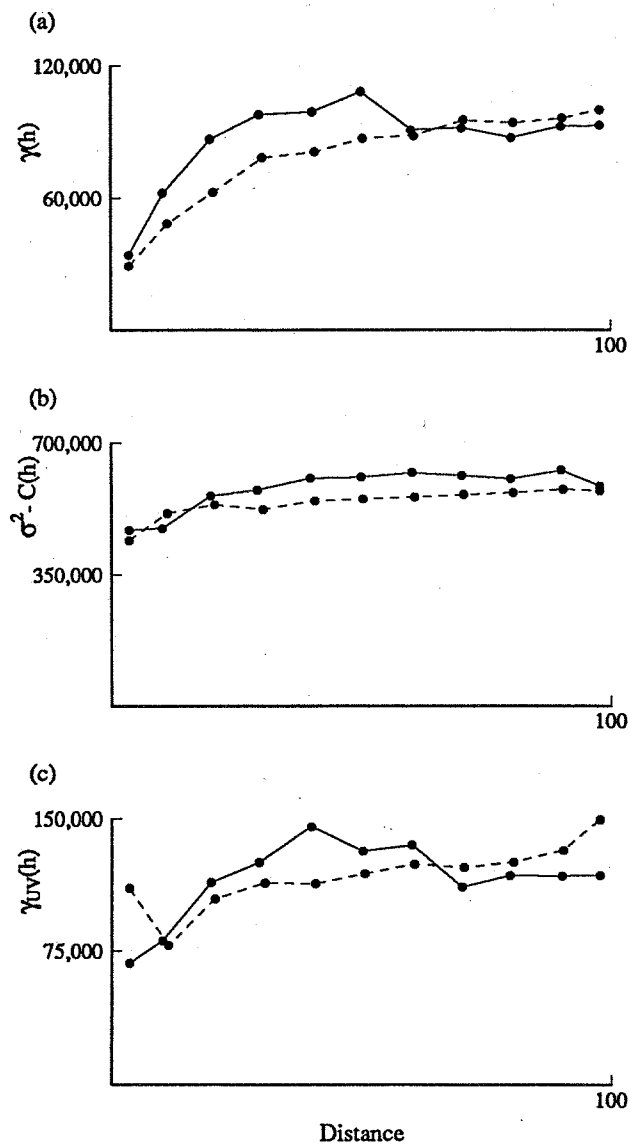 (a)
120,000
γ(h)
60,000
100
(b)
700,000
σ² - C(h)
350,000
100
(c)
150,000
γUV(h)
75,000
100
Distance